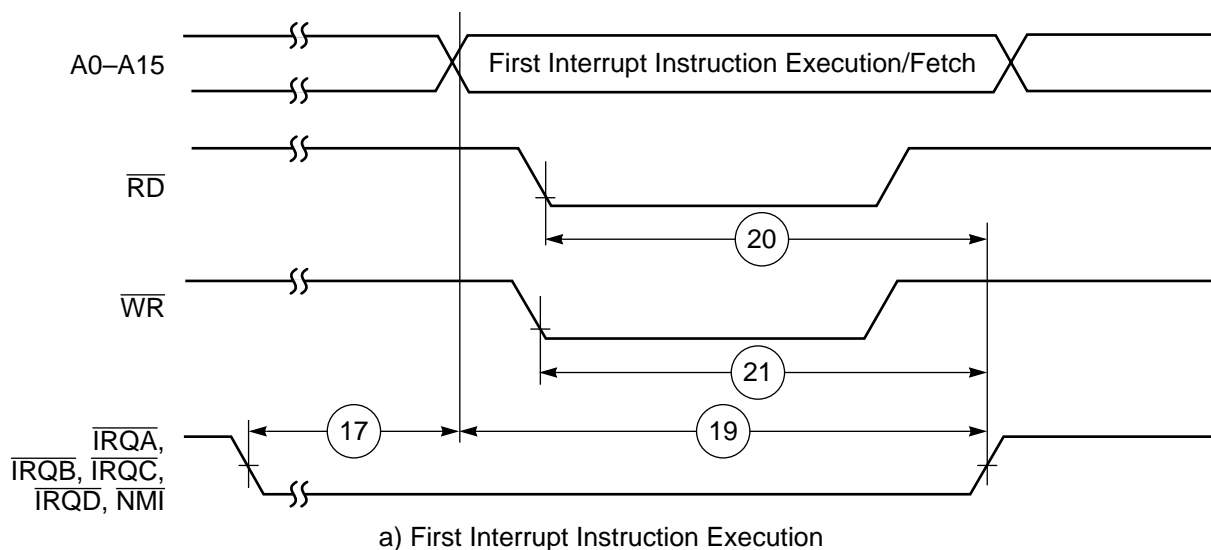 A0–A15
First Interrupt Instruction Execution/Fetch
RD
20
WR
21
17
19
IRQA,
IRQB, IRQC,
IRQD, NMI
a) First Interrupt Instruction Execution